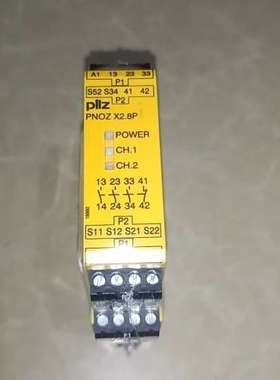 A1 13 23 33
P1
S52 S34 41 42
P2
pilz
PNOZ X2.8P
POWER
CH.1
CH.2
13 23 33 41
14 24 34 42
P2
S11 S12 S21 S22
P1